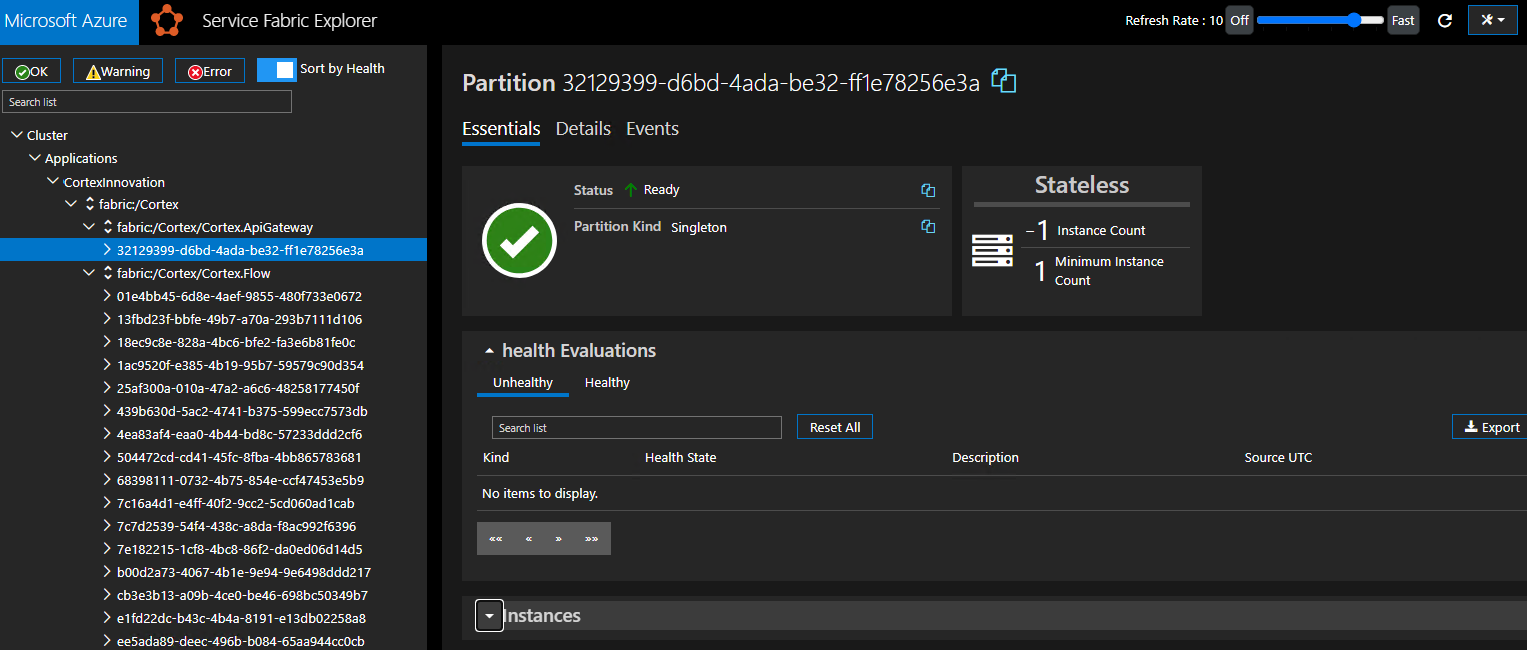 Microsoft Azure
Service Fabric Explorer
Refresh Rate : 10 Off Fast
OK Warning Error Sort by Health
Search list
Cluster
Applications
CortexInnovation
fabric:/Cortex
fabric:/Cortex/Cortex.ApiGateway
32129399-d6bd-4ada-be32-ff1e78256e3a
fabric:/Cortex/Cortex.Flow
01e4bb45-6d8e-4aef-9855-480f733e0672
13fbd23f-bbfe-49b7-a70a-293b7111d106
18ec9c8e-828a-4bc6-bfe2-fa3e6b81fe0c
1ac9520f-e385-4b19-95b7-59579c90d354
25af300a-010a-47a2-a6c6-48258177450f
439b630d-5ac2-4741-b375-599ecc7573db
4ea83af4-eaa0-4b44-bd8c-57233ddd2cf6
504472cd-cd41-45fc-8fba-4bb865783681
68398111-0732-4b75-854e-ccf47453e5b9
7c16a4d1-e4ff-40f2-9cc2-5cd060ad1cab
7c7d2539-54f4-438c-a8da-f8ac992f6396
7e182215-1cf8-4bc8-86f2-da0ed06d14d5
b00d2a73-4067-4b1e-9e94-9e6498ddd217
cb3e3b13-a09b-4ce0-be46-698bc50349b7
e1fd22dc-b43c-4b4a-8191-e13db02258a8
ee5ada89-deec-496b-b084-65aa944cc0cb
Partition 32129399-d6bd-4ada-be32-ff1e78256e3a
Essentials Details Events
Status Ready
Partition Kind Singleton
Stateless
-1 Instance Count
1 Minimum Instance
Count
health Evaluations
Unhealthy Healthy
Search list Reset All Export
Kind Health State Description Source UTC
No items to display.
«« « » »»
Instances